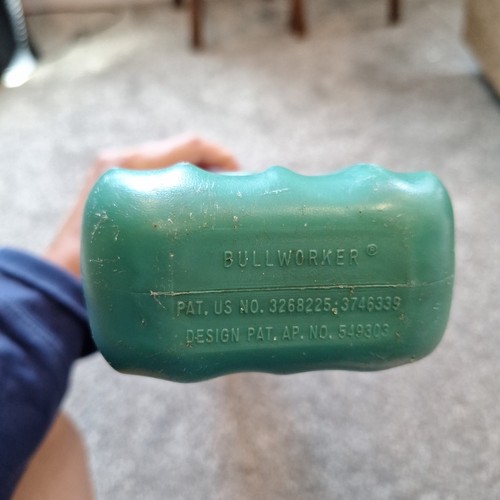 BULLWORKER®
PAT. US NO. 3268225-3746339
DESIGN PAT. AP. NO. 549303